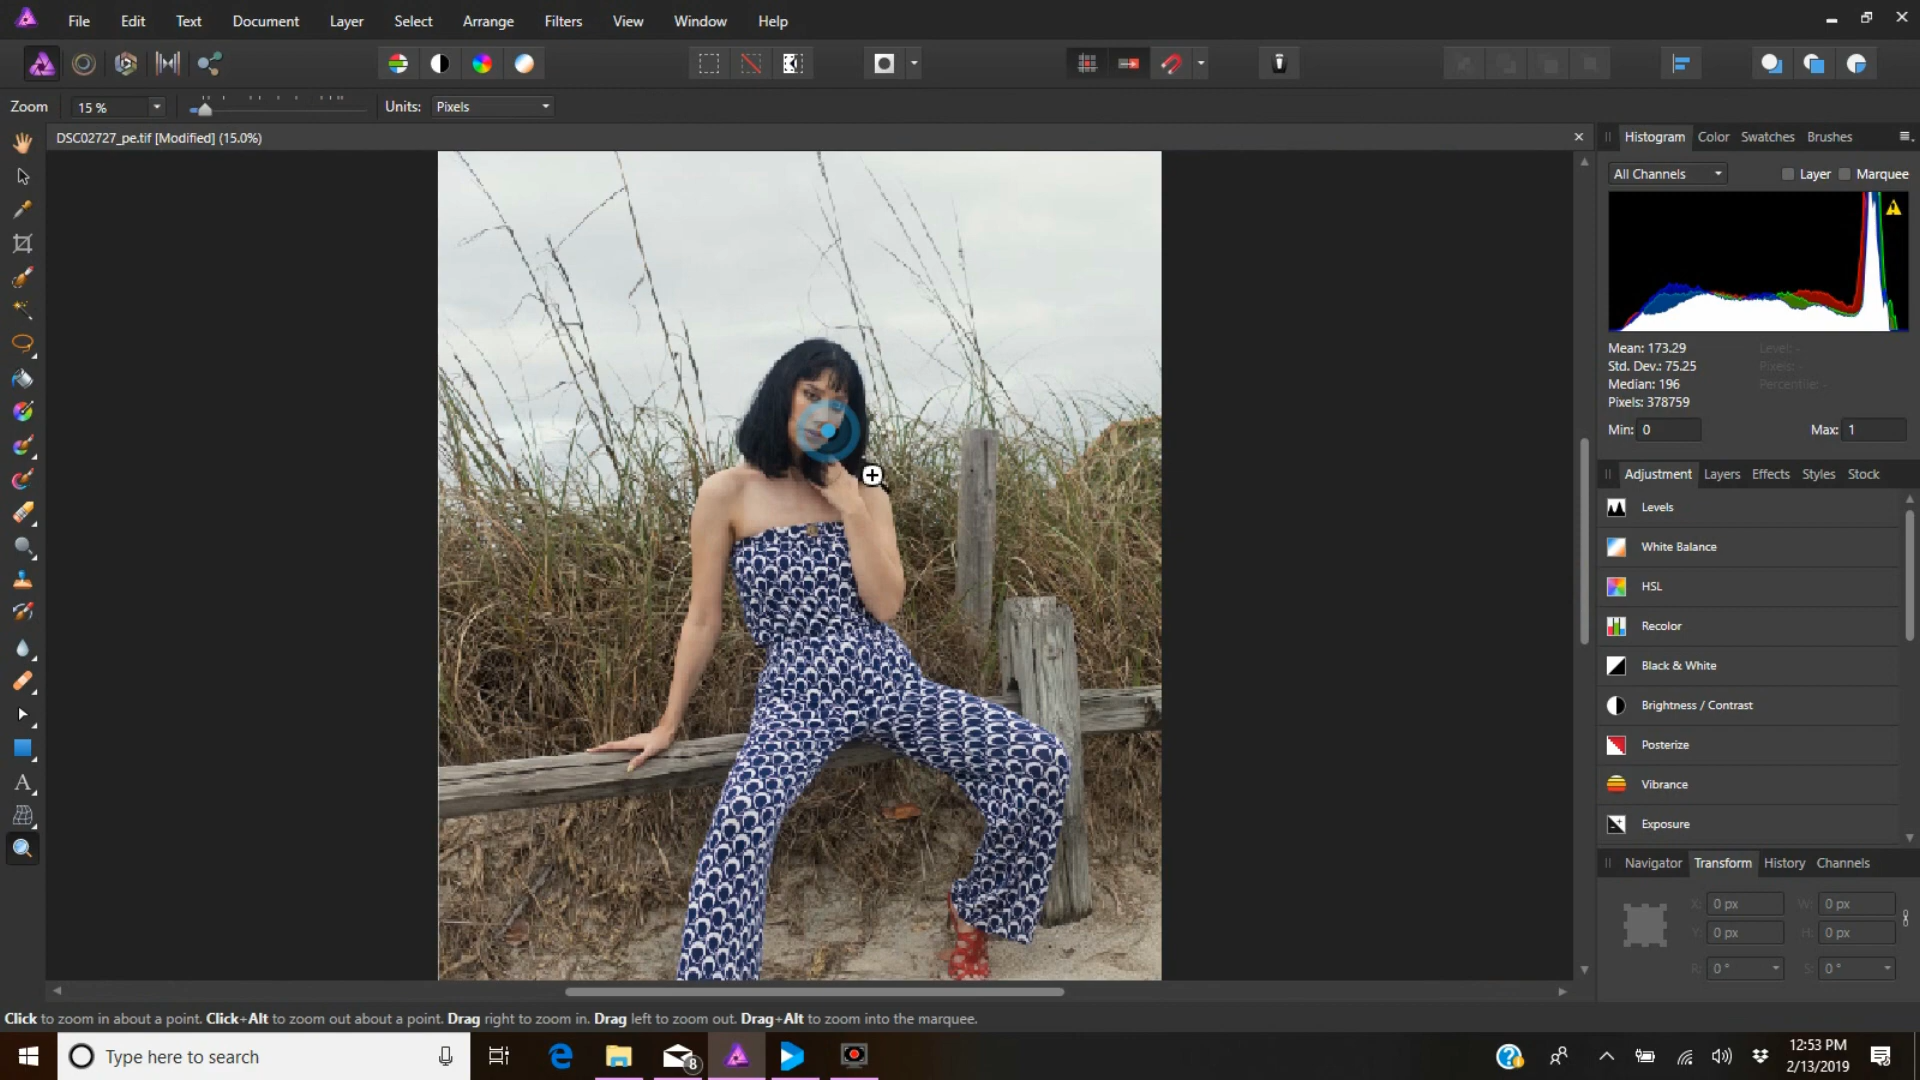 File Edit Text Document Layer Select Arrange Filters View Window Help
Zoom 15 % Units: Pixels
DSC02727_pe.tif [Modified] (15.0%)
Histogram Color Swatches Brushes
All Channels Layer Marquee
Mean: 173.29 Level: -
Std. Dev.: 75.25 Pixels: -
Median: 196 Percentile: -
Pixels: 378759
Min: 0 Max: 1
Adjustment Layers Effects Styles Stock
Levels
White Balance
HSL
Recolor
Black & White
Brightness / Contrast
Posterize
Vibrance
Exposure
Navigator Transform History Channels
X: 0 px W: 0 px
Y: 0 px H: 0 px
R: 0 ° S: 0 °
Click to zoom in about a point. Click+Alt to zoom out about a point. Drag right to zoom in. Drag left to zoom out. Drag+Alt to zoom into the marquee.
Type here to search 8
12:53 PM
2/13/2019